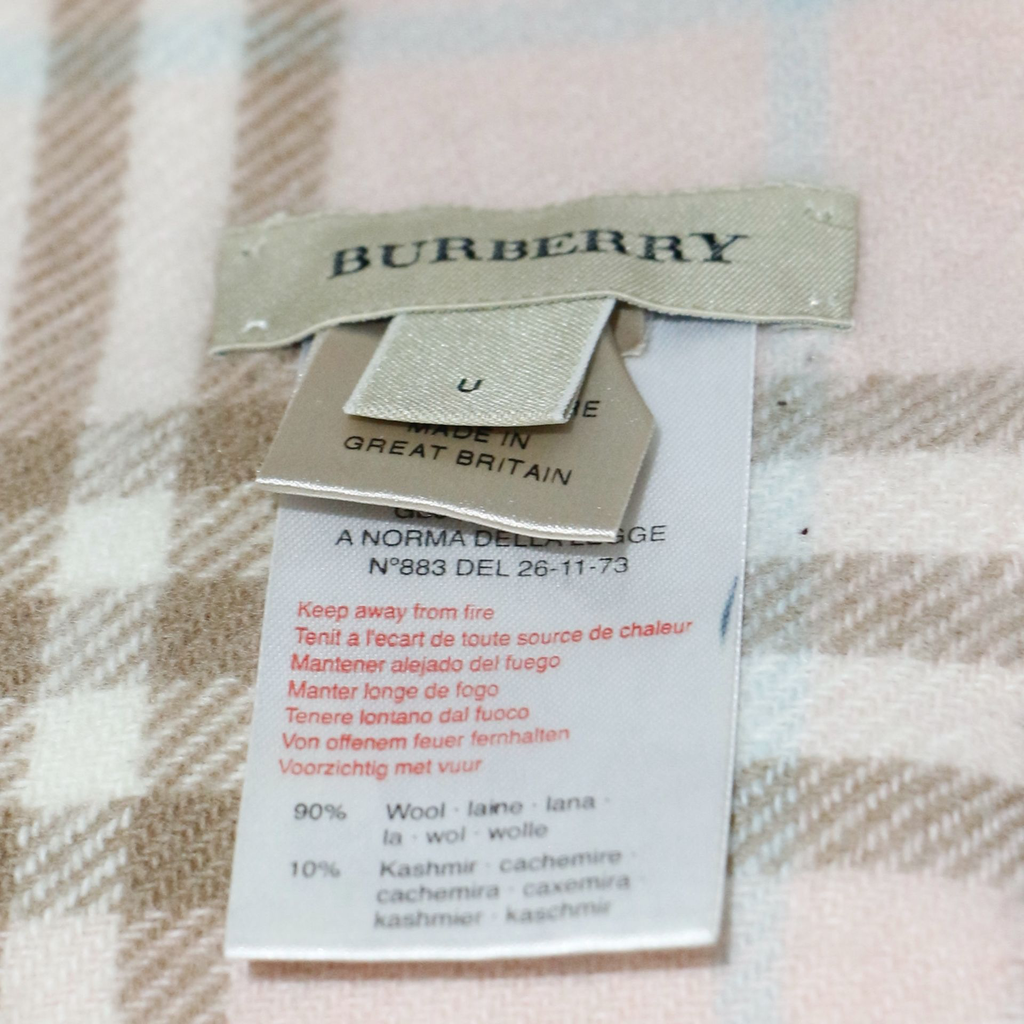 BURBERRY
U
MADE IN
GREAT BRITAIN
A NORMA DELLA LEGGE
N°883 DEL 26-11-73
Keep away from fire
Tenit a l'ecart de toute source de chaleur
Mantener alejado del fuego
Manter longe de fogo
Tenere lontano dal fuoco
Von offenem feuer fernhalten
Voorzichtig met vuur
90% Wool · laine · lana ·
la · wol · wolle
10% Kashmir · cachemire ·
cachemira · caxemira ·
kashmier · kaschmir